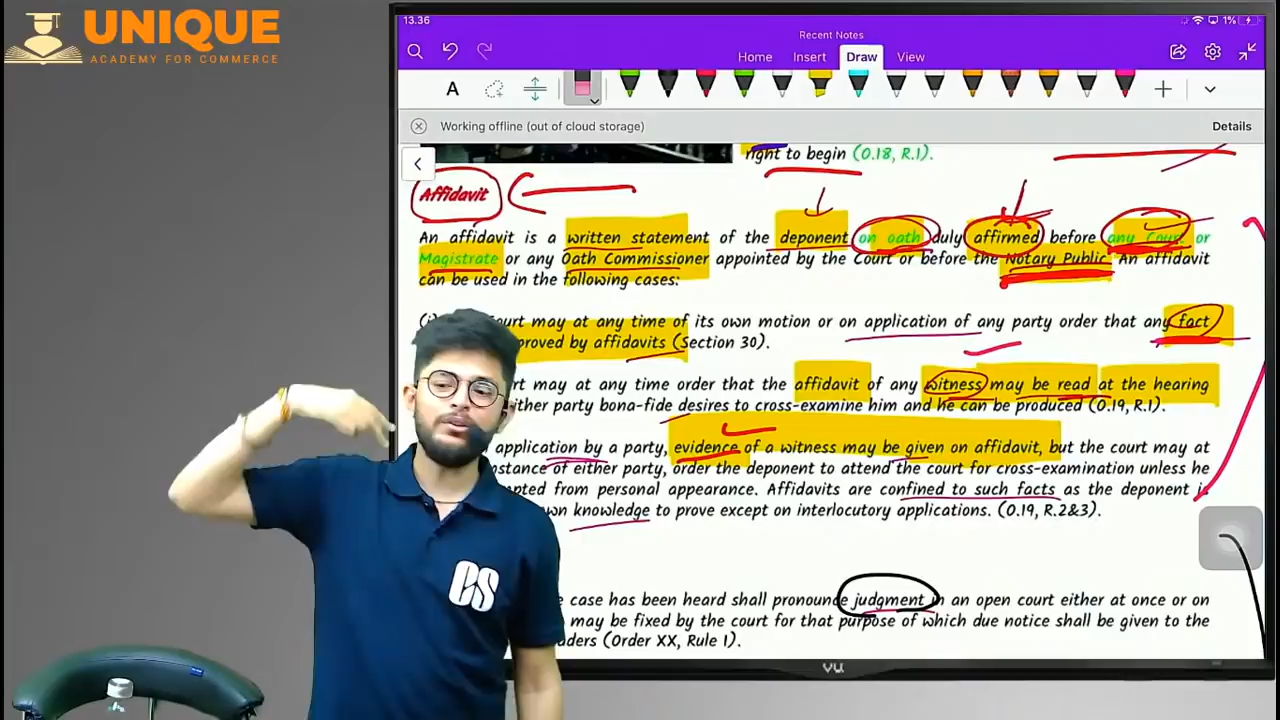 UNIQUE
ACADEMY FOR COMMERCE
13.36
1%
Recent Notes
Home Insert Draw View
A
Working offline (out of cloud storage) Details
right to begin (O.18, R.1).
Affidavit
An affidavit is a written statement of the deponent on oath duly affirmed before any Court or
Magistrate or any Oath Commissioner appointed by the Court or before the Notary Public. An affidavit
can be used in the following cases:
ourt may at any time of its own motion or on application of any party order that any fact
proved by affidavits (Section 30).
rt may at any time order that the affidavit of any witness may be read at the hearing
ither party bona-fide desires to cross-examine him and he can be produced (O.19, R.1).
application by a party, evidence of a witness may be given on affidavit, but the court may at
nstance of either party, order the deponent to attend the court for cross-examination unless he
pted from personal appearance. Affidavits are confined to such facts as the deponent is
wn knowledge to prove except on interlocutory applications. (O.19, R.2&3).
e case has been heard shall pronounce judgment in an open court either at once or on
may be fixed by the court for that purpose of which due notice shall be given to the
aders (Order XX, Rule 1).
CS
vu